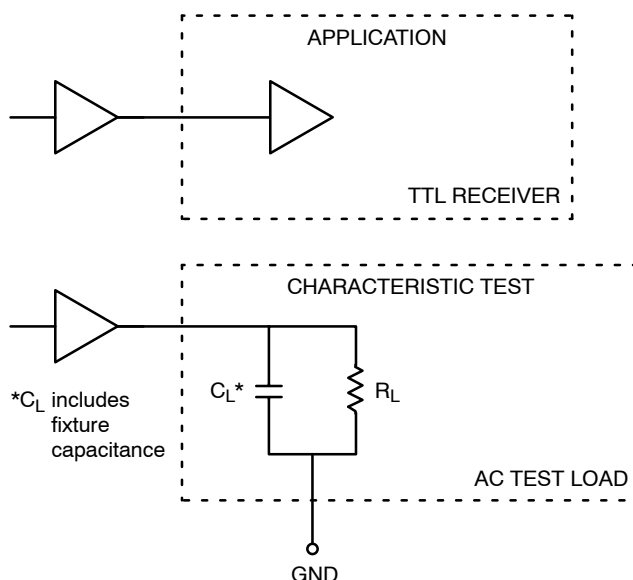 APPLICATION
TTL RECEIVER
CHARACTERISTIC TEST
*CL includes
fixture
capacitance
CL*
RL
AC TEST LOAD
GND